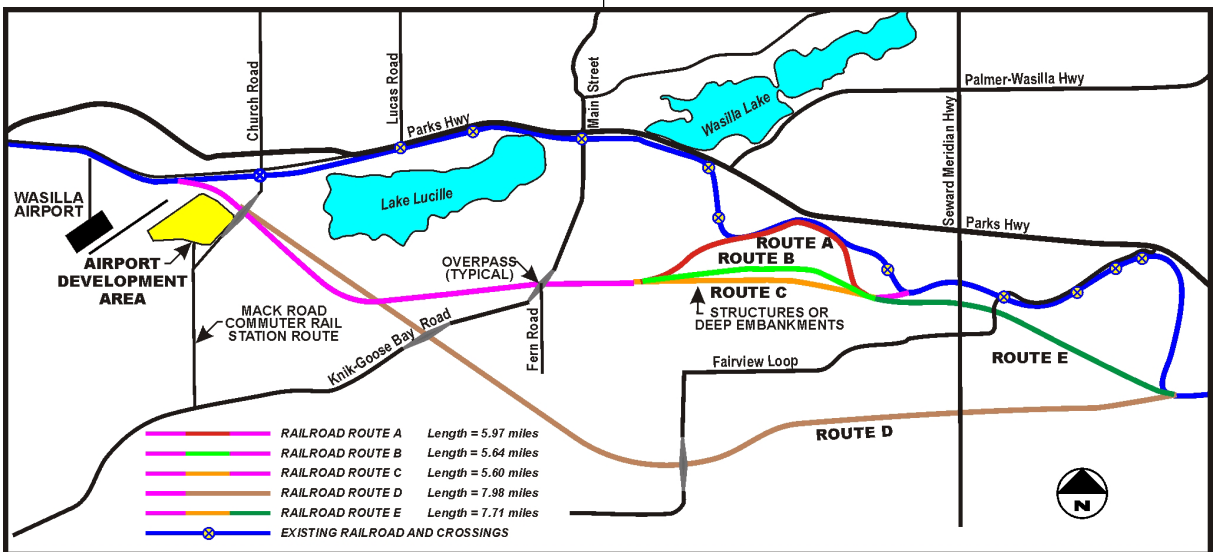 Church Road
Lucas Road
Parks Hwy
Main Street
Wasilla Lake
Palmer-Wasilla Hwy
Seward Meridian Hwy
WASILLA
AIRPORT
Lake Lucille
Parks Hwy
AIRPORT
DEVELOPMENT
AREA
OVERPASS
(TYPICAL)
ROUTE A
ROUTE B
ROUTE C
STRUCTURES OR
DEEP EMBANKMENTS
MACK ROAD
COMMUTER RAIL
STATION ROUTE
Knik-Goose Bay Road
Fern Road
Fairview Loop
ROUTE E
ROUTE D
RAILROAD ROUTE A Length = 5.97 miles
RAILROAD ROUTE B Length = 5.64 miles
RAILROAD ROUTE C Length = 5.60 miles
RAILROAD ROUTE D Length = 7.98 miles
RAILROAD ROUTE E Length = 7.71 miles
EXISTING RAILROAD AND CROSSINGS
N